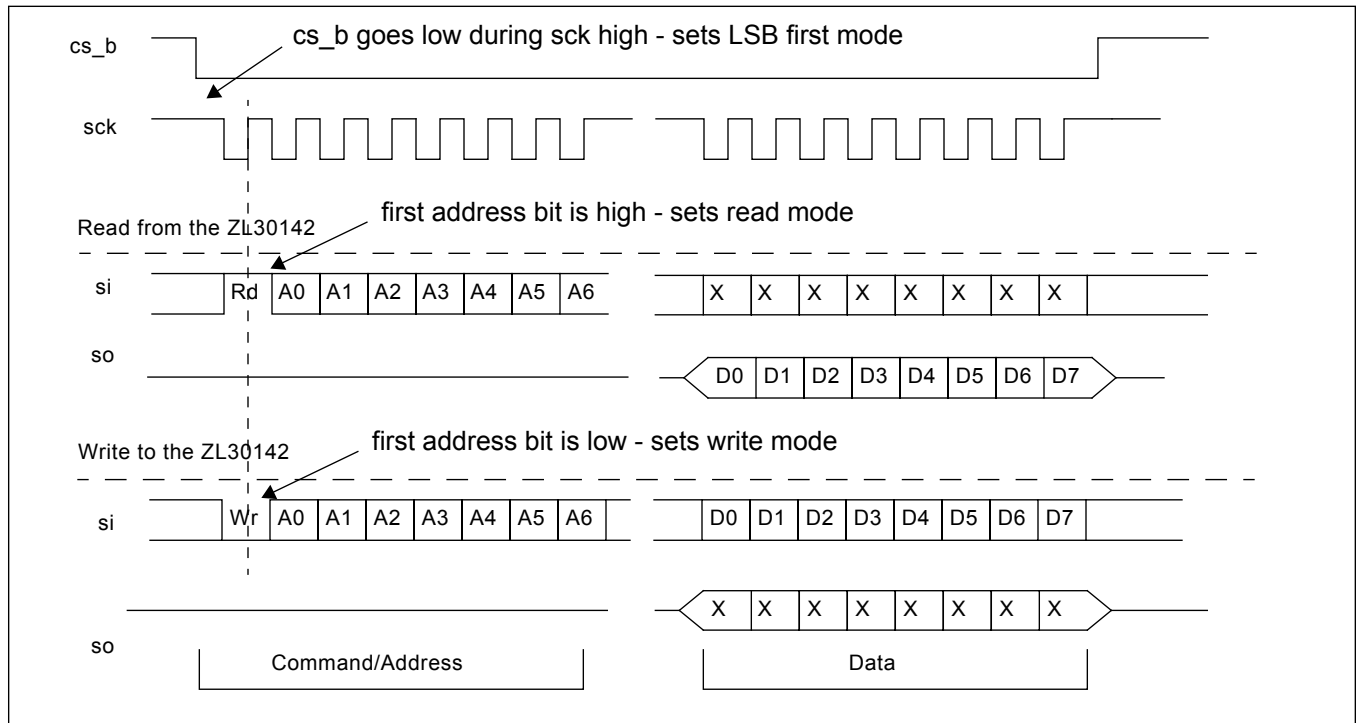 cs_b
cs_b goes low during sck high - sets LSB first mode
sck
first address bit is high - sets read mode
Read from the ZL30142
si
Rd A0 A1 A2 A3 A4 A5 A6
X X X X X X X X
so
D0 D1 D2 D3 D4 D5 D6 D7
first address bit is low - sets write mode
Write to the ZL30142
si
Wr A0 A1 A2 A3 A4 A5 A6
D0 D1 D2 D3 D4 D5 D6 D7
X X X X X X X X
so
Command/Address
Data